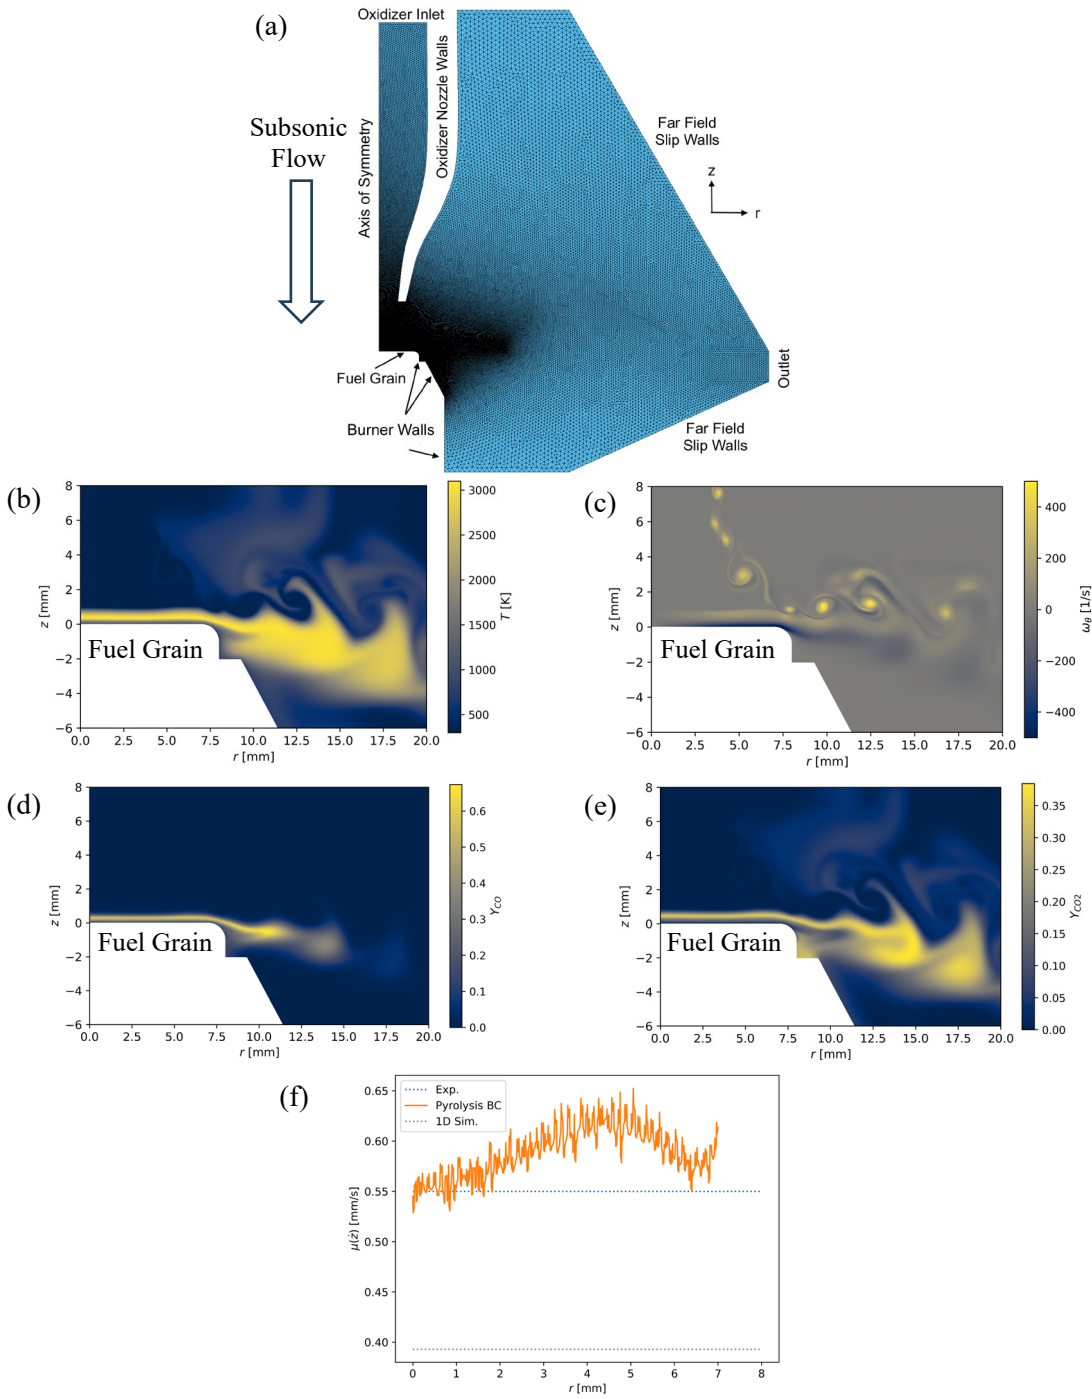 (a)
Oxidizer Inlet
Oxidizer Nozzle Walls
Axis of Symmetry
Subsonic
Flow
Far Field
Slip Walls
z
r
Fuel Grain
Burner Walls
Outlet
Far Field
Slip Walls
(b)
8
6
4
2
0
−2
−4
−6
z [mm]
0.0 2.5 5.0 7.5 10.0 12.5 15.0 17.5 20.0
r [mm]
Fuel Grain
3000
2500
2000
1500
1000
500
T [K]
(c)
8
6
4
2
0
−2
−4
−6
z [mm]
0.0 2.5 5.0 7.5 10.0 12.5 15.0 17.5 20.0
r [mm]
Fuel Grain
400
200
0
−200
−400
ωθ [1/s]
(d)
8
6
4
2
0
−2
−4
−6
z [mm]
0.0 2.5 5.0 7.5 10.0 12.5 15.0 17.5 20.0
r [mm]
Fuel Grain
0.6
0.5
0.4
0.3
0.2
0.1
0.0
YCO
(e)
8
6
4
2
0
−2
−4
−6
z [mm]
0.0 2.5 5.0 7.5 10.0 12.5 15.0 17.5 20.0
r [mm]
Fuel Grain
0.35
0.30
0.25
0.20
0.15
0.10
0.05
0.00
YCO2
(f)
Exp.
Pyrolysis BC
1D Sim.
0.65
0.60
0.55
0.50
0.45
0.40
μ(ż) [mm/s]
0 1 2 3 4 5 6 7 8
r [mm]